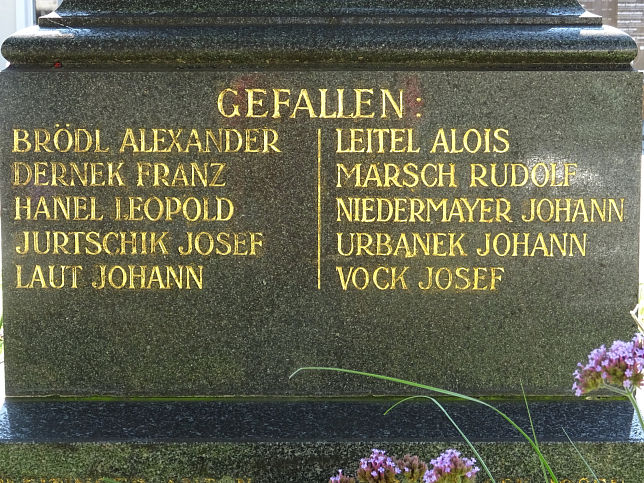 GEFALLEN:
BRÖDL ALEXANDER
DERNEK FRANZ
HANEL LEOPOLD
JURTSCHIK JOSEF
LAUT JOHANN
LEITEL ALOIS
MARSCH RUDOLF
NIEDERMAYER JOHANN
URBANEK JOHANN
VOCK JOSEF